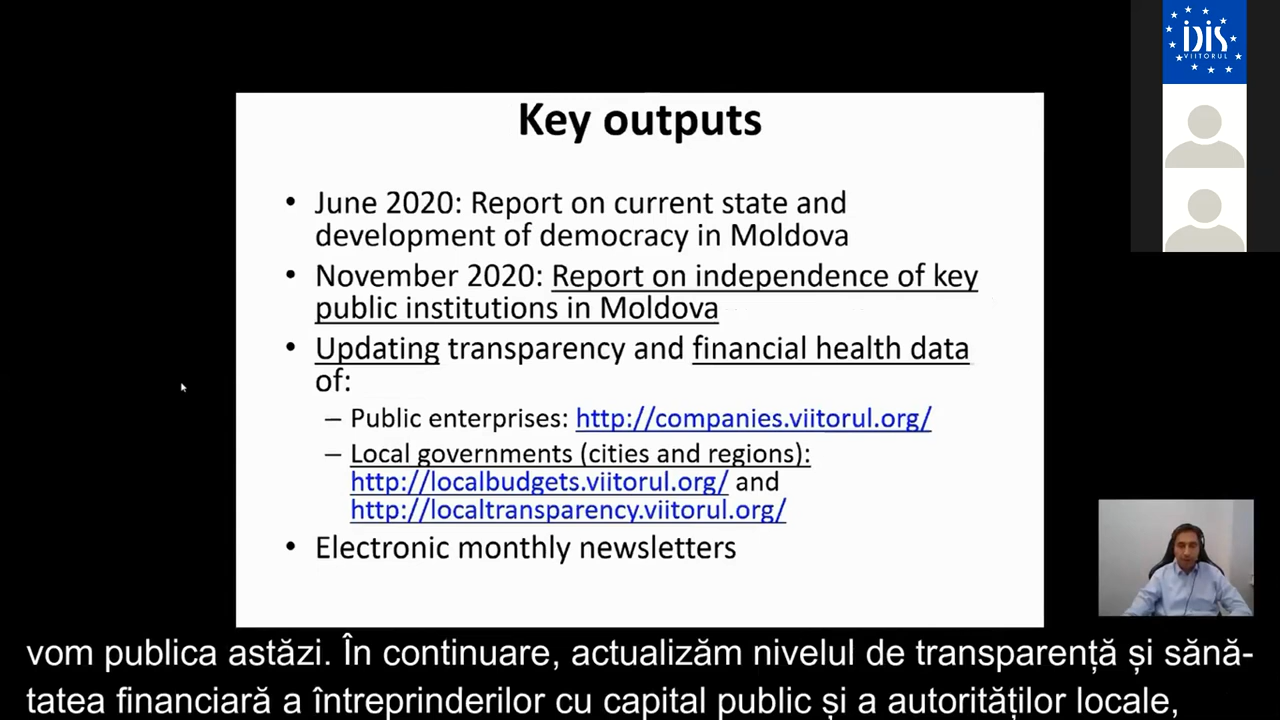 Key outputs
• June 2020: Report on current state and
development of democracy in Moldova
• November 2020: Report on independence of key
public institutions in Moldova
• Updating transparency and financial health data
of:
– Public enterprises: http://companies.viitorul.org/
– Local governments (cities and regions):
http://localbudgets.viitorul.org/ and
http://localtransparency.viitorul.org/
• Electronic monthly newsletters
IDIS
VIITORUL
vom publica astăzi. În continuare, actualizăm nivelul de transparență și sănă-
tatea financiară a întreprinderilor cu capital public și a autorităților locale,